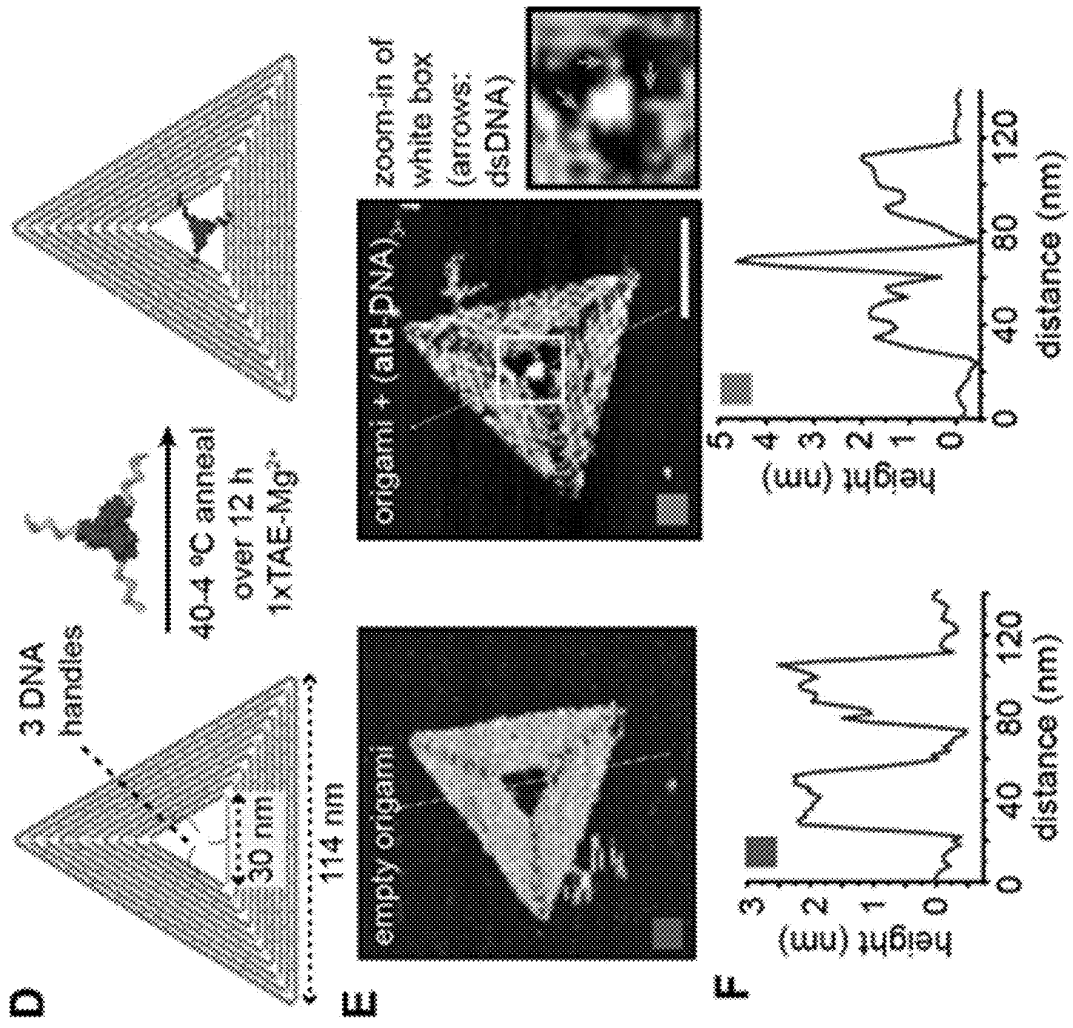 D
3 DNA
handles
30 nm
114 nm
40-4 ºC anneal
over 12 h
1xTAE-Mg2+
E
empty origami
origami + (ald-DNA)
zoom-in of
white box
(arrows:
dsDNA)
F
height (nm)
3
2
1
0
0
40
80
120
distance (nm)
height (nm)
5
4
3
2
1
0
0
40
80
120
distance (nm)